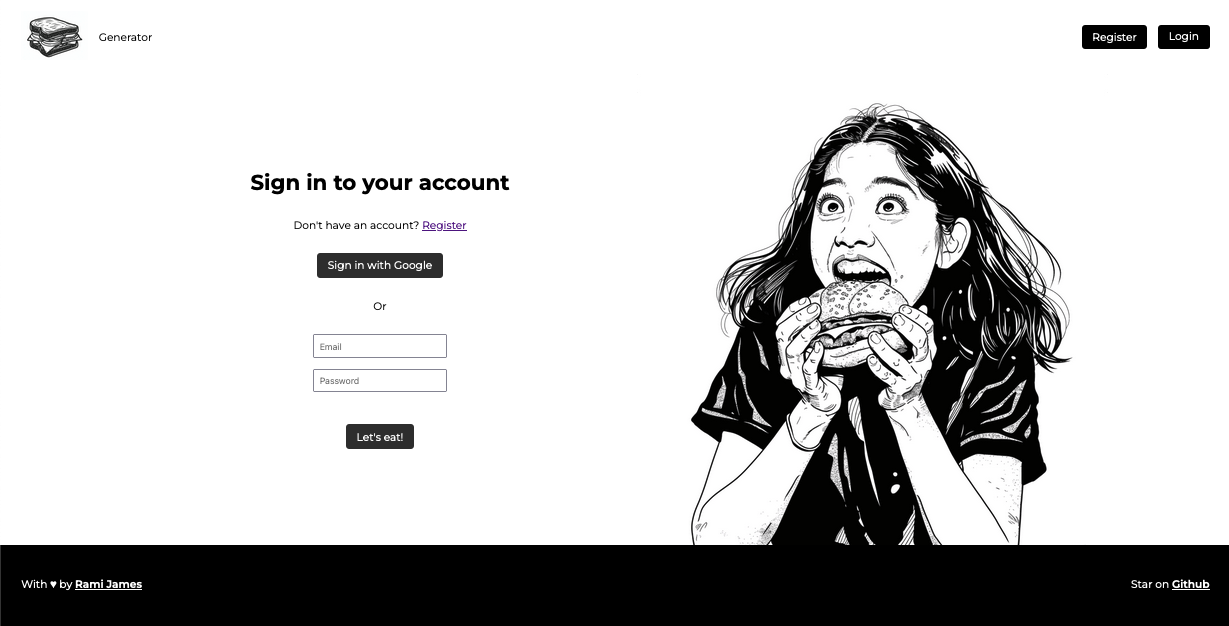 Generator
Register
Login
Sign in to your account
Don't have an account? Register
Sign in with Google
Or
Email
Password
Let's eat!
With ♥ by Rami James
Star on Github